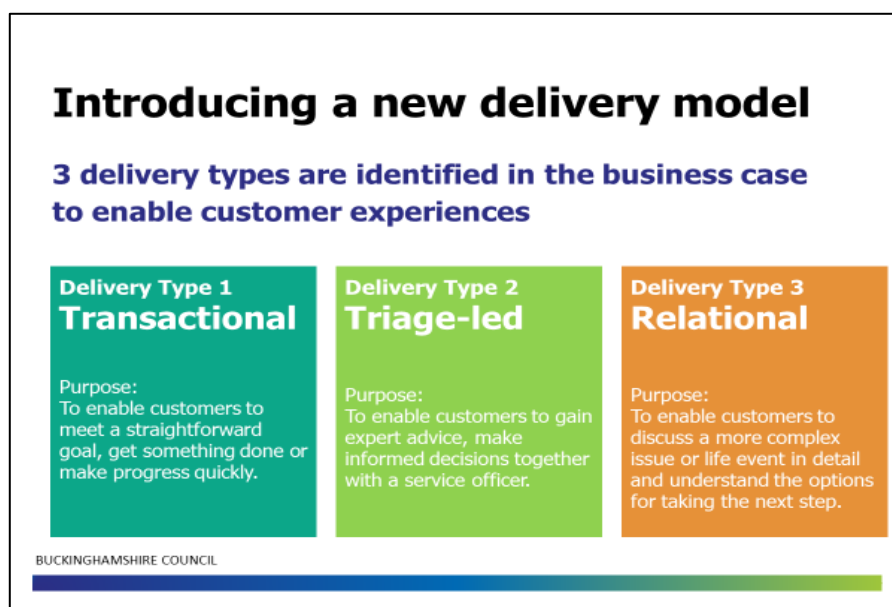 Introducing a new delivery model
3 delivery types are identified in the business case
to enable customer experiences
Delivery Type 1
Transactional
Purpose:
To enable customers to
meet a straightforward
goal, get something done or
make progress quickly.
Delivery Type 2
Triage-led
Purpose:
To enable customers to gain
expert advice, make
informed decisions together
with a service officer.
Delivery Type 3
Relational
Purpose:
To enable customers to
discuss a more complex
issue or life event in detail
and understand the options
for taking the next step.
BUCKINGHAMSHIRE COUNCIL